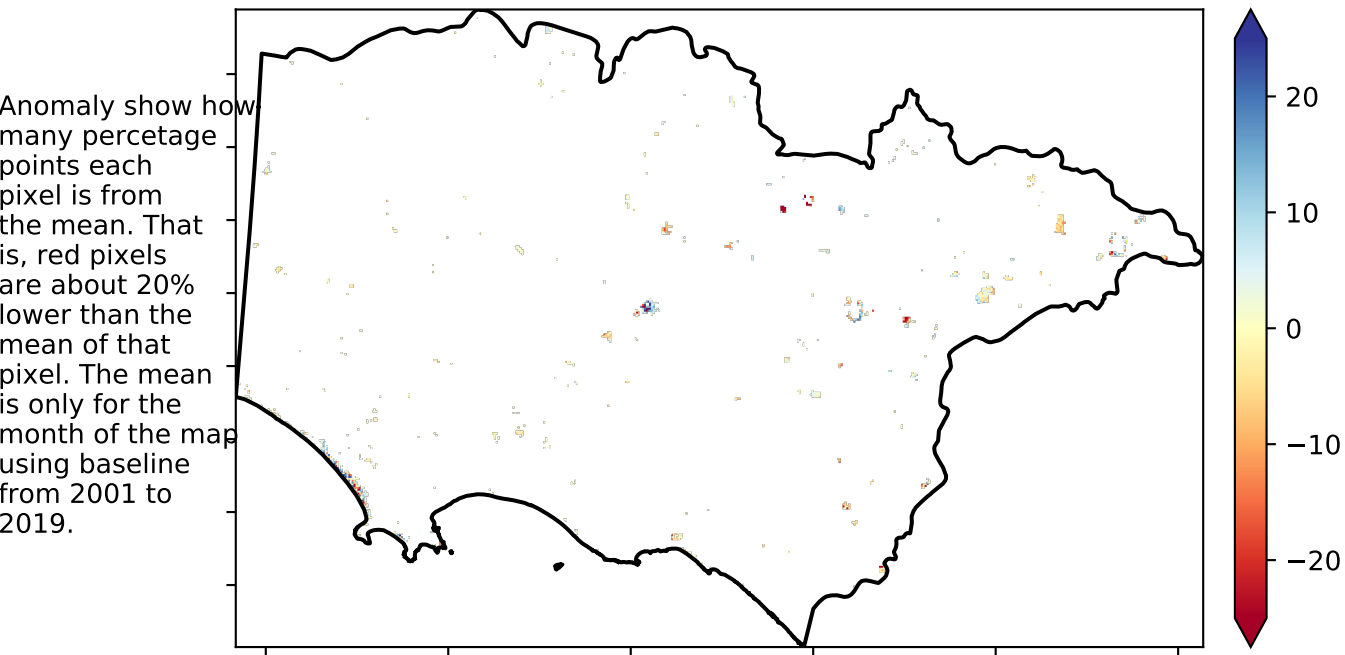 Anomaly show how
many percetage
points each
pixel is from
the mean. That
is, red pixels
are about 20%
lower than the
mean of that
pixel. The mean
is only for the
month of the map
using baseline
from 2001 to
2019.
20
10
0
−10
−20